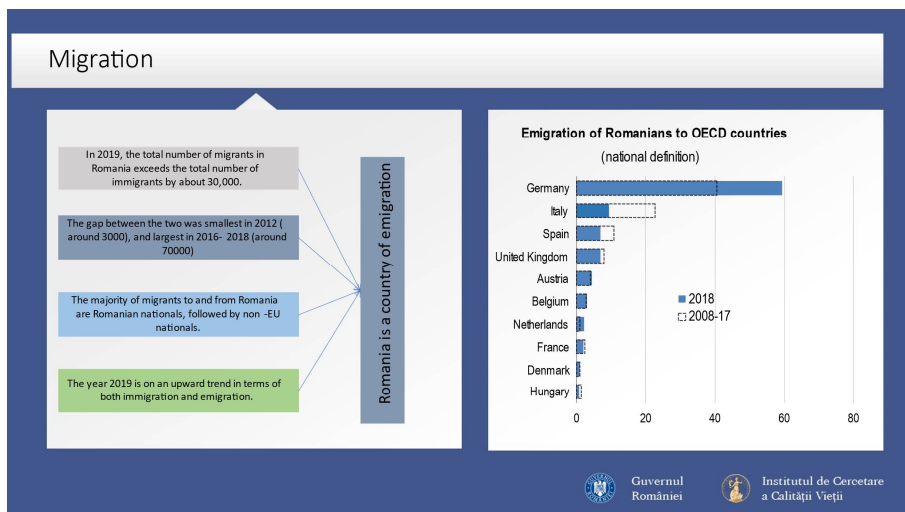 Migration
In 2019, the total number of migrants in
Romania exceeds the total number of
immigrants by about 30,000.
The gap between the two was smallest in 2012 (
around 3000), and largest in 2016- 2018 (around
70000)
The majority of migrants to and from Romania
are Romanian nationals, followed by non -EU
nationals.
The year 2019 is on an upward trend in terms of
both immigration and emigration.
Romania is a country of emigration
Emigration of Romanians to OECD countries
(national definition)
Germany
Italy
Spain
United Kingdom
Austria
Belgium
Netherlands
France
Denmark
Hungary
2018
2008-17
0 20 40 60 80
Guvernul
României
Institutul de Cercetare
a Calității Vieții